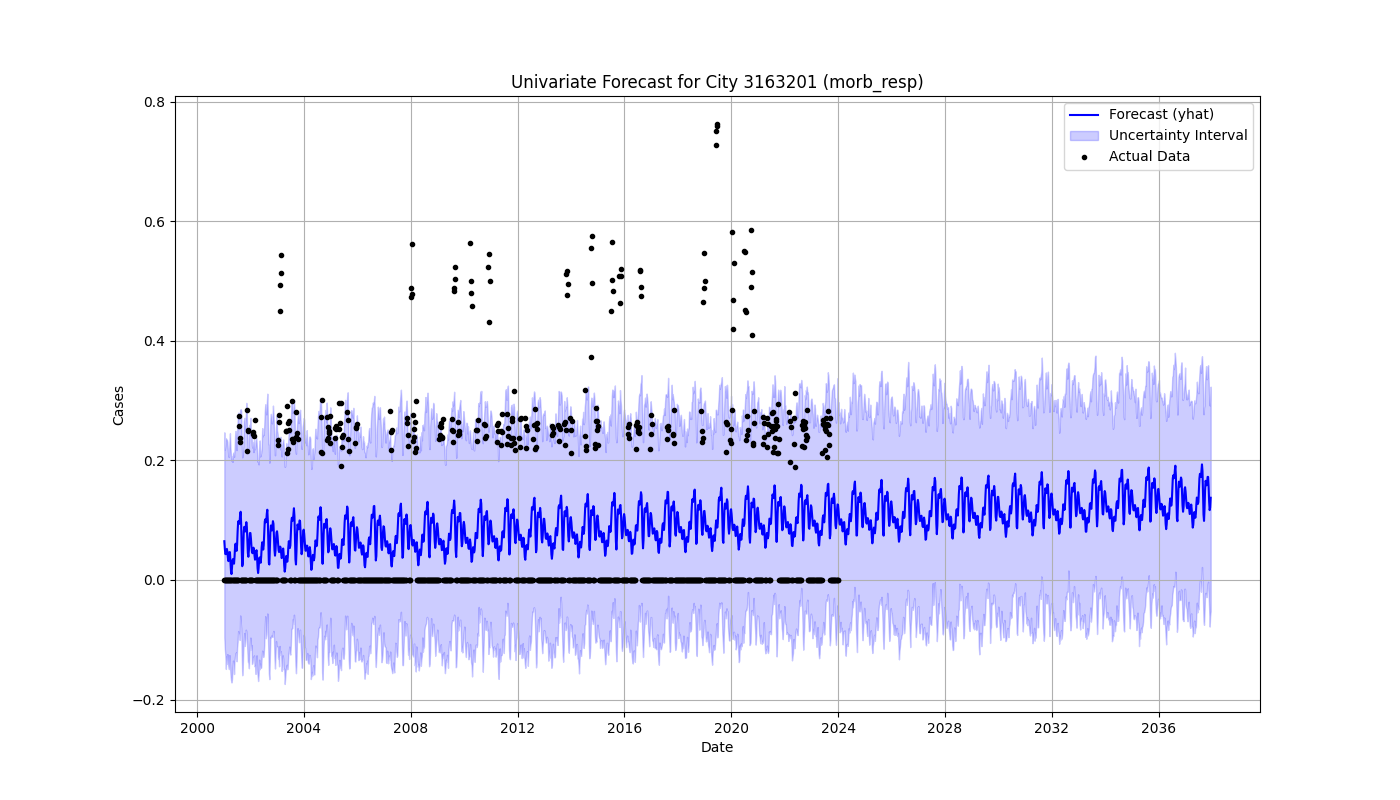 Univariate Forecast for City 3163201 (morb_resp)
Forecast (yhat)
Uncertainty Interval
Actual Data
Cases
0.8
0.6
0.4
0.2
0.0
−0.2
2000 2004 2008 2012 2016 2020 2024 2028 2032 2036
Date